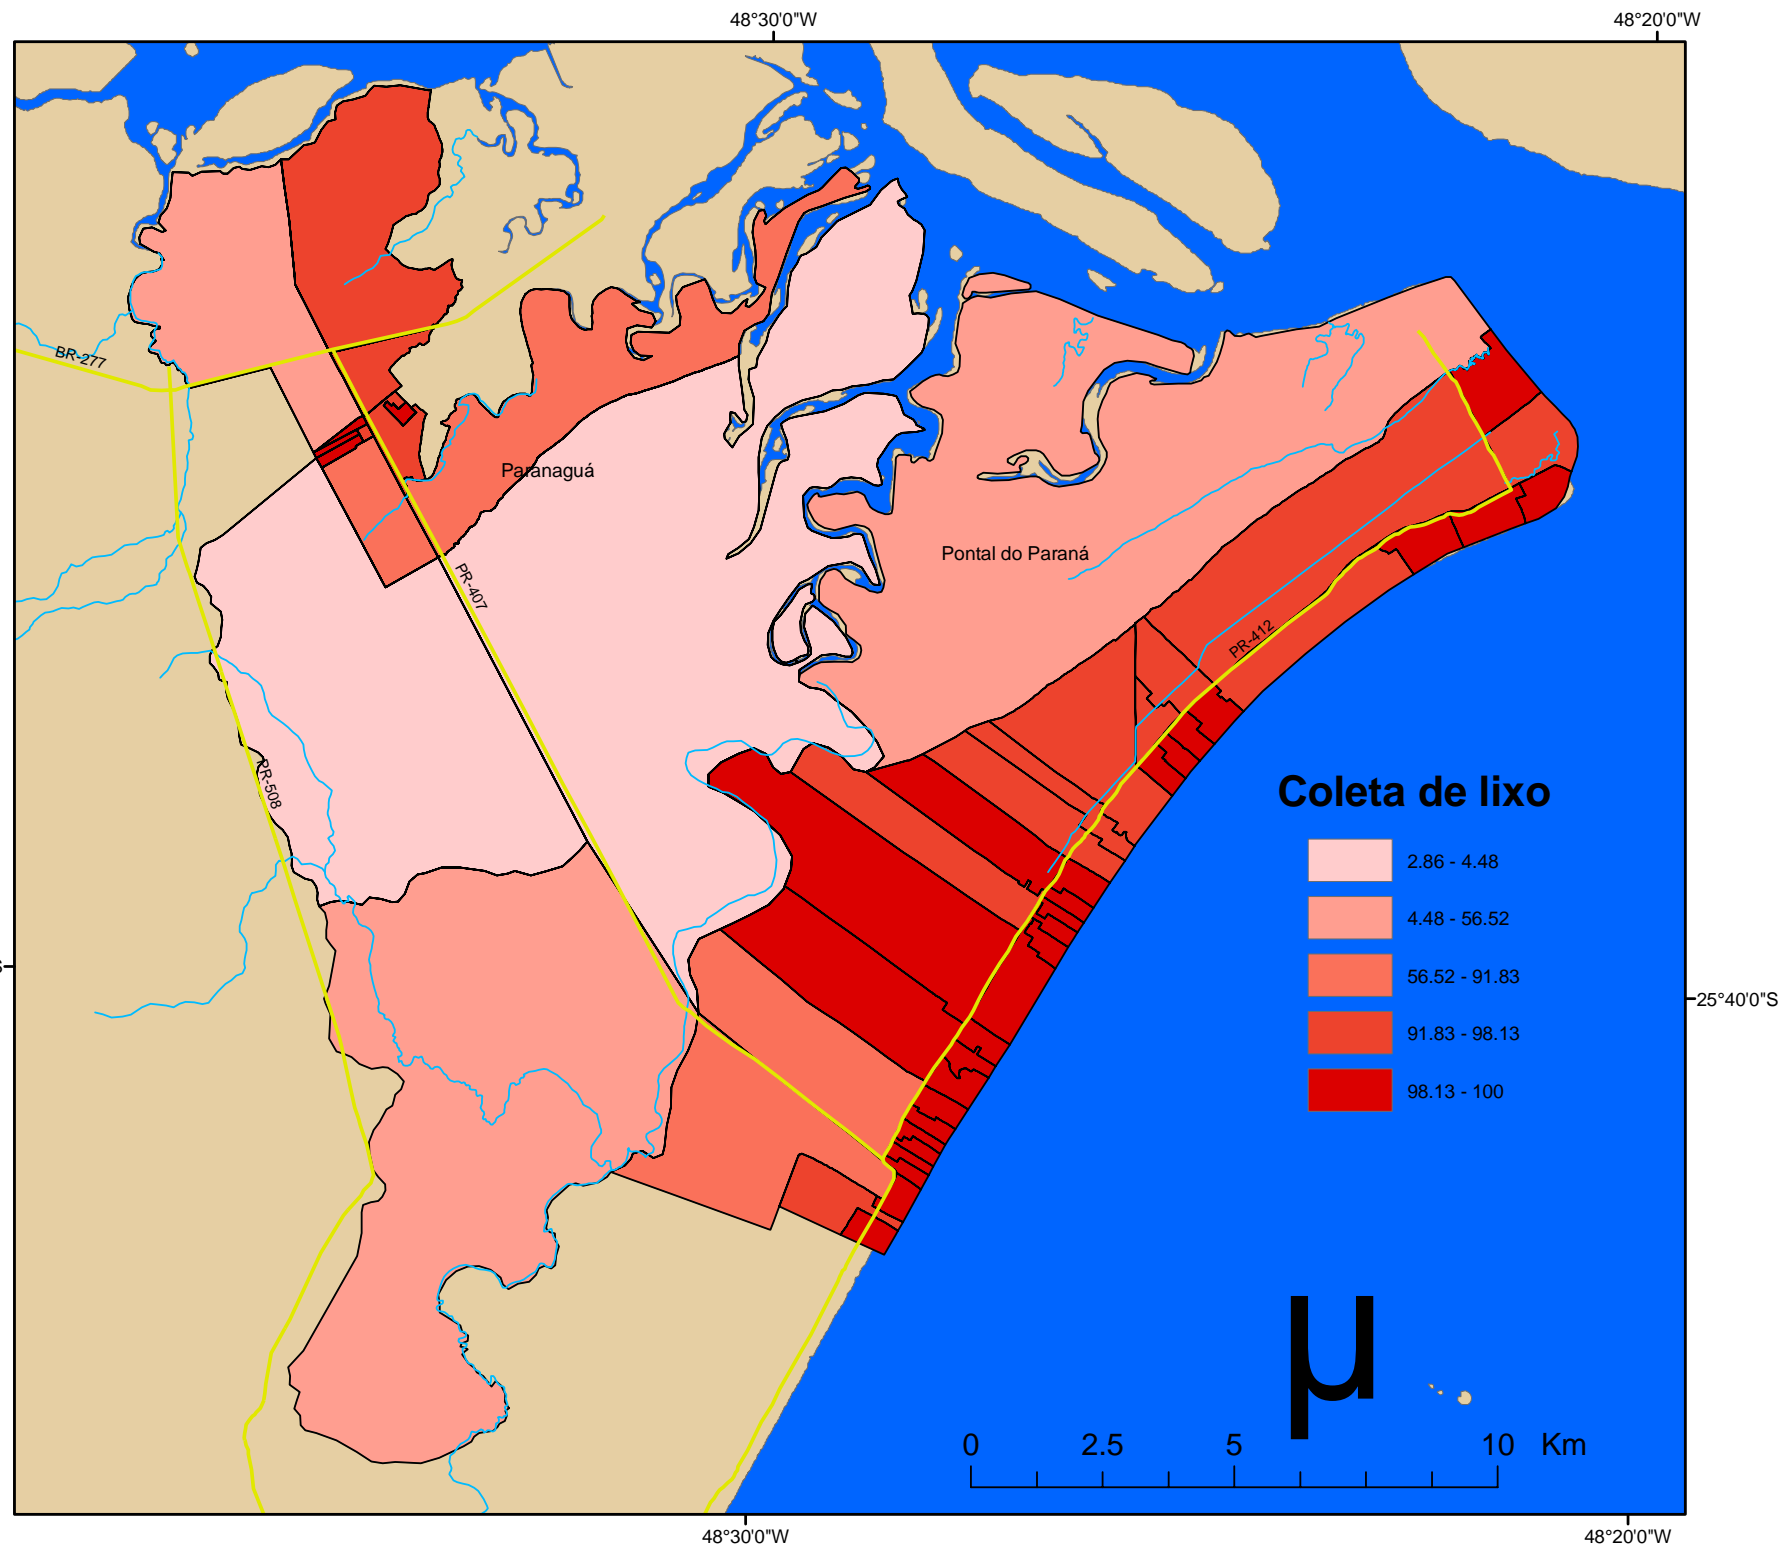 48°30'0"W
48°20'0"W
BR-277
Paranaguá
Pontal do Paraná
PR-407
PR-412
PR-508
Coleta de lixo
2.86 - 4.48
4.48 - 56.52
56.52 - 91.83
91.83 - 98.13
98.13 - 100
25°40'0"S
µ
0 2.5 5 10 Km
48°30'0"W
48°20'0"W